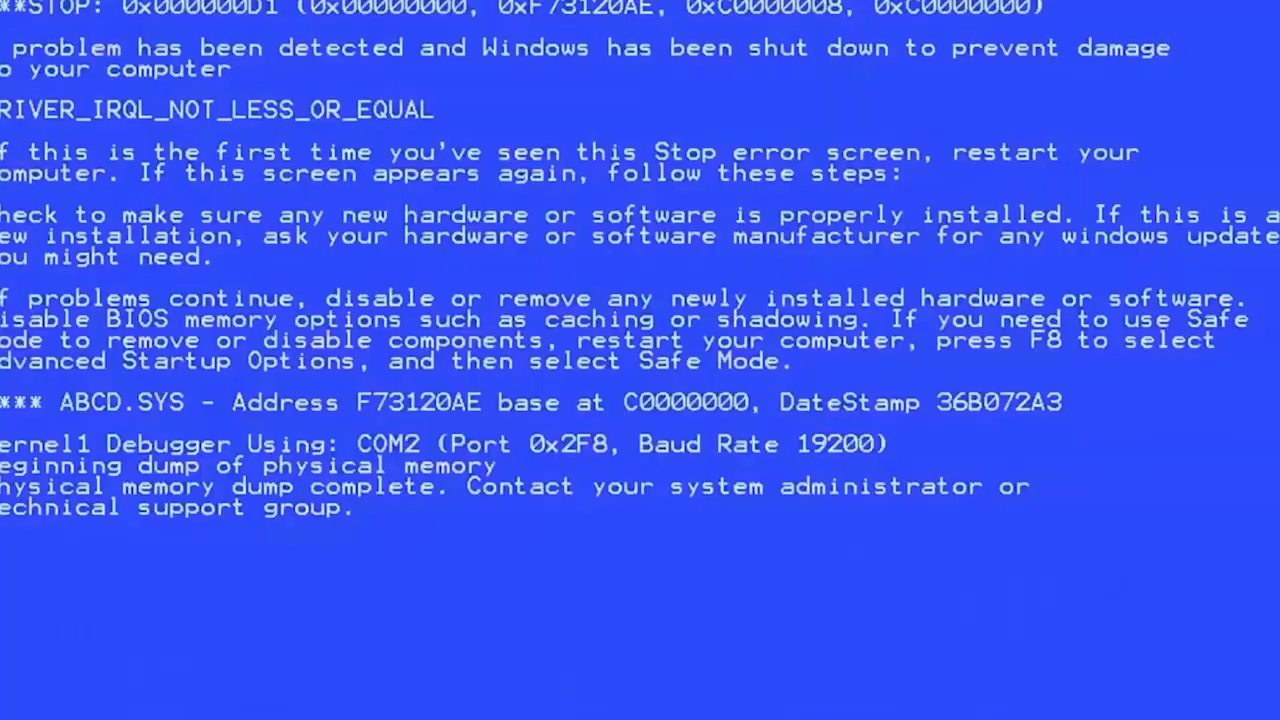 **STOP: 0x000000D1 (0x00000000, 0xF73120AE, 0xC0000008, 0xC0000000)
problem has been detected and Windows has been shut down to prevent damage
o your computer
RIVER_IRQL_NOT_LESS_OR_EQUAL
f this is the first time you've seen this Stop error screen, restart your
omputer. If this screen appears again, follow these steps:
heck to make sure any new hardware or software is properly installed. If this is a
ew installation, ask your hardware or software manufacturer for any windows update
ou might need.
f problems continue, disable or remove any newly installed hardware or software.
isable BIOS memory options such as caching or shadowing. If you need to use Safe
ode to remove or disable components, restart your computer, press F8 to select
dvanced Startup Options, and then select Safe Mode.
*** ABCD.SYS - Address F73120AE base at C0000000, DateStamp 36B072A3
ernel1 Debugger Using: COM2 (Port 0x2F8, Baud Rate 19200)
eginning dump of physical memory
hysical memory dump complete. Contact your system administrator or
echnical support group.